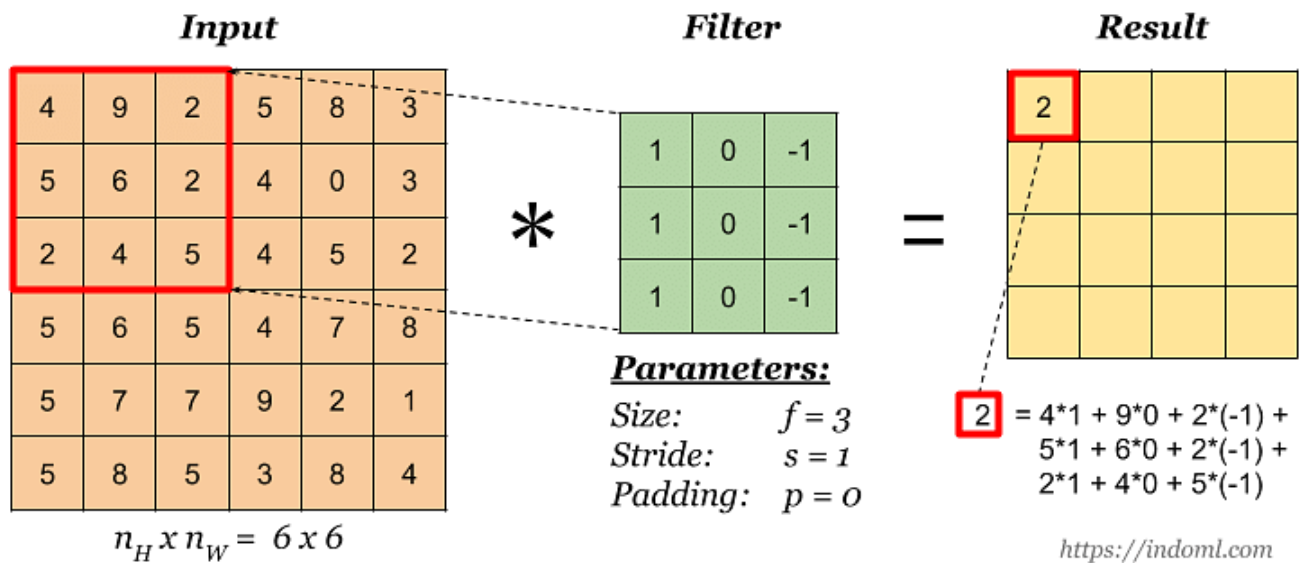 Input
Filter
Result
4 9 2 5 8 3
5 6 2 4 0 3
2 4 5 4 5 2
5 6 5 4 7 8
5 7 7 9 2 1
5 8 5 3 8 4
n_H x n_W = 6 x 6
*
1 0 -1
1 0 -1
1 0 -1
Parameters:
Size: f = 3
Stride: s = 1
Padding: p = 0
=
2
2 = 4*1 + 9*0 + 2*(-1) +
5*1 + 6*0 + 2*(-1) +
2*1 + 4*0 + 5*(-1)
https://indoml.com